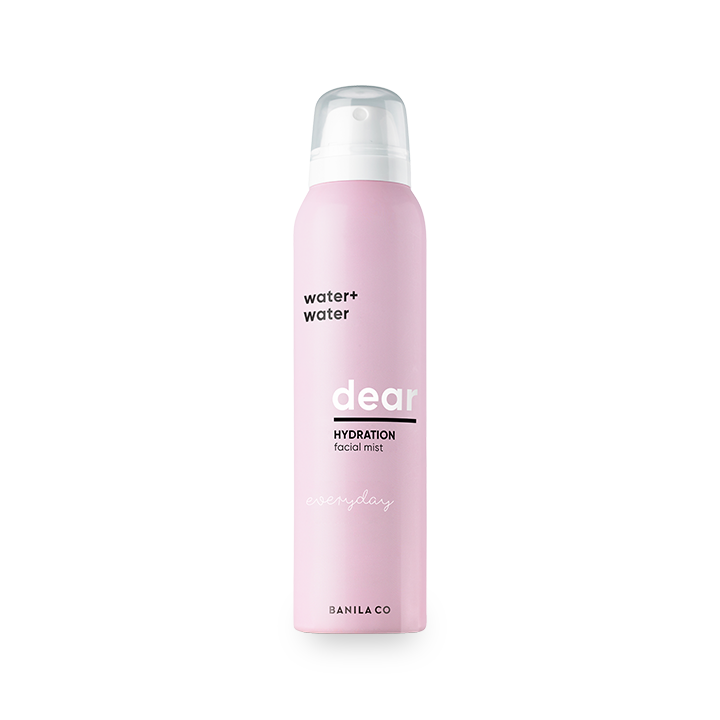 water+
water
dear
HYDRATION
facial mist
everyday
BANILA CO